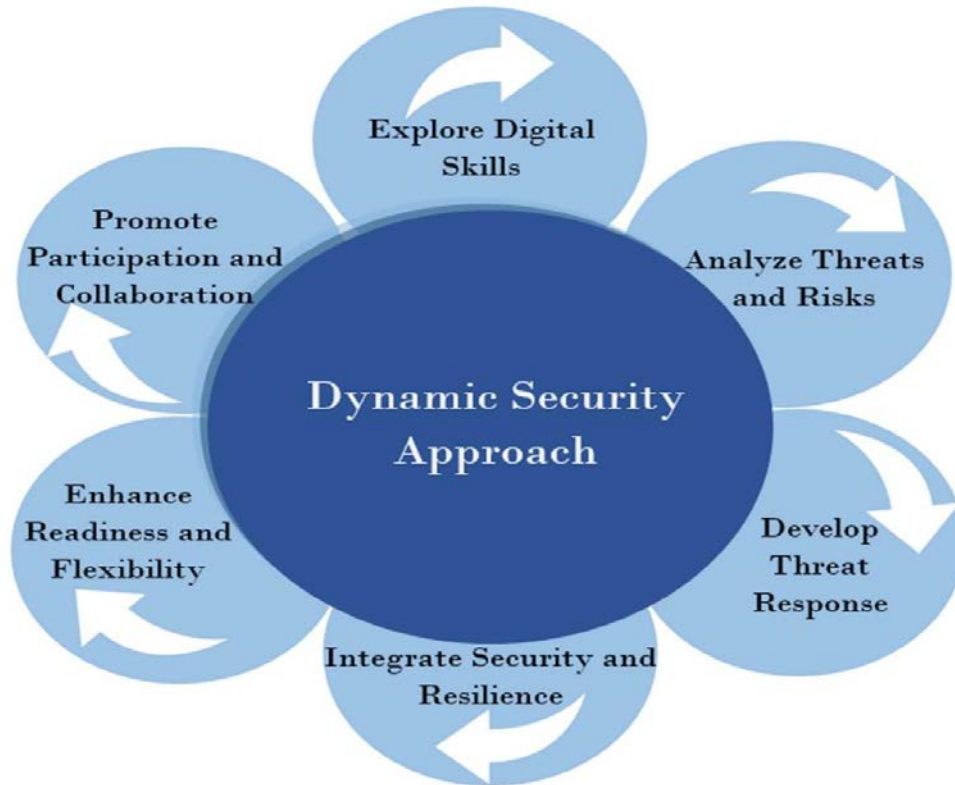 Explore Digital
Skills
Analyze Threats
and Risks
Develop
Threat
Response
Integrate Security and
Resilience
Enhance
Readiness and
Flexibility
Promote
Participation and
Collaboration
Dynamic Security
Approach